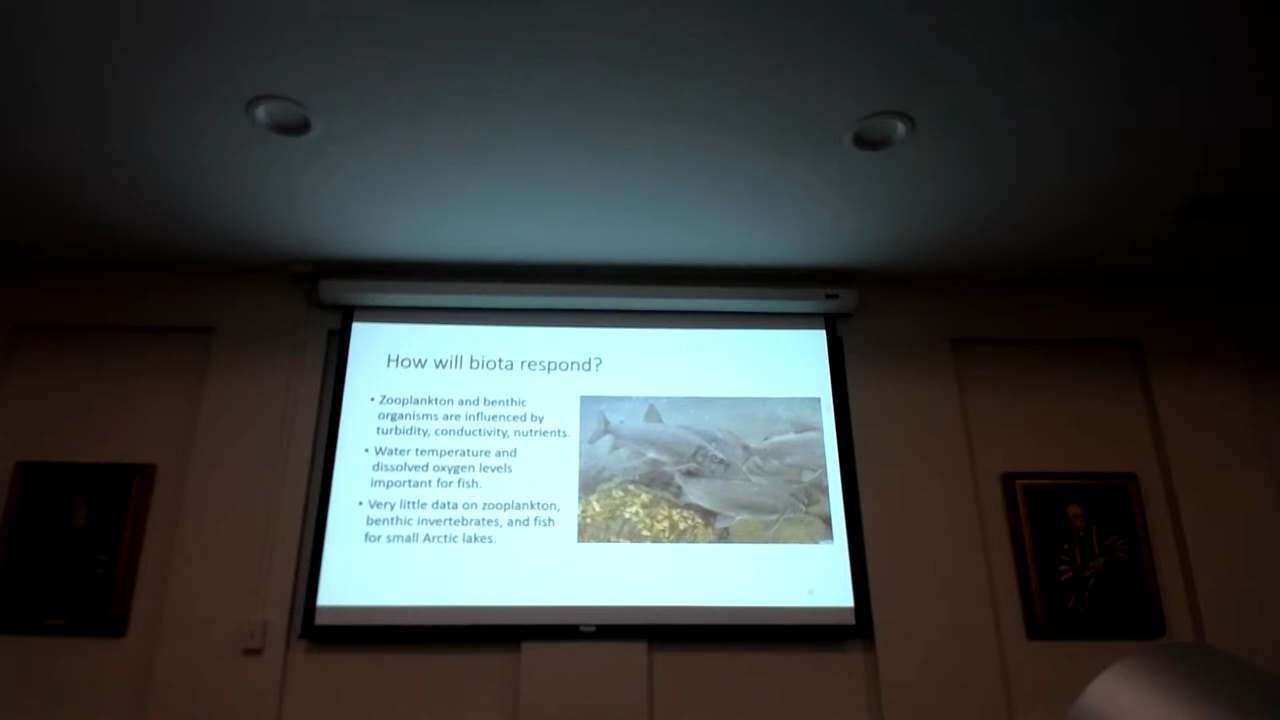 How will biota respond?
• Zooplankton and benthic
organisms are influenced by
turbidity, conductivity, nutrients.
• Water temperature and
dissolved oxygen levels
important for fish.
• Very little data on zooplankton,
benthic invertebrates, and fish
for small Arctic lakes.